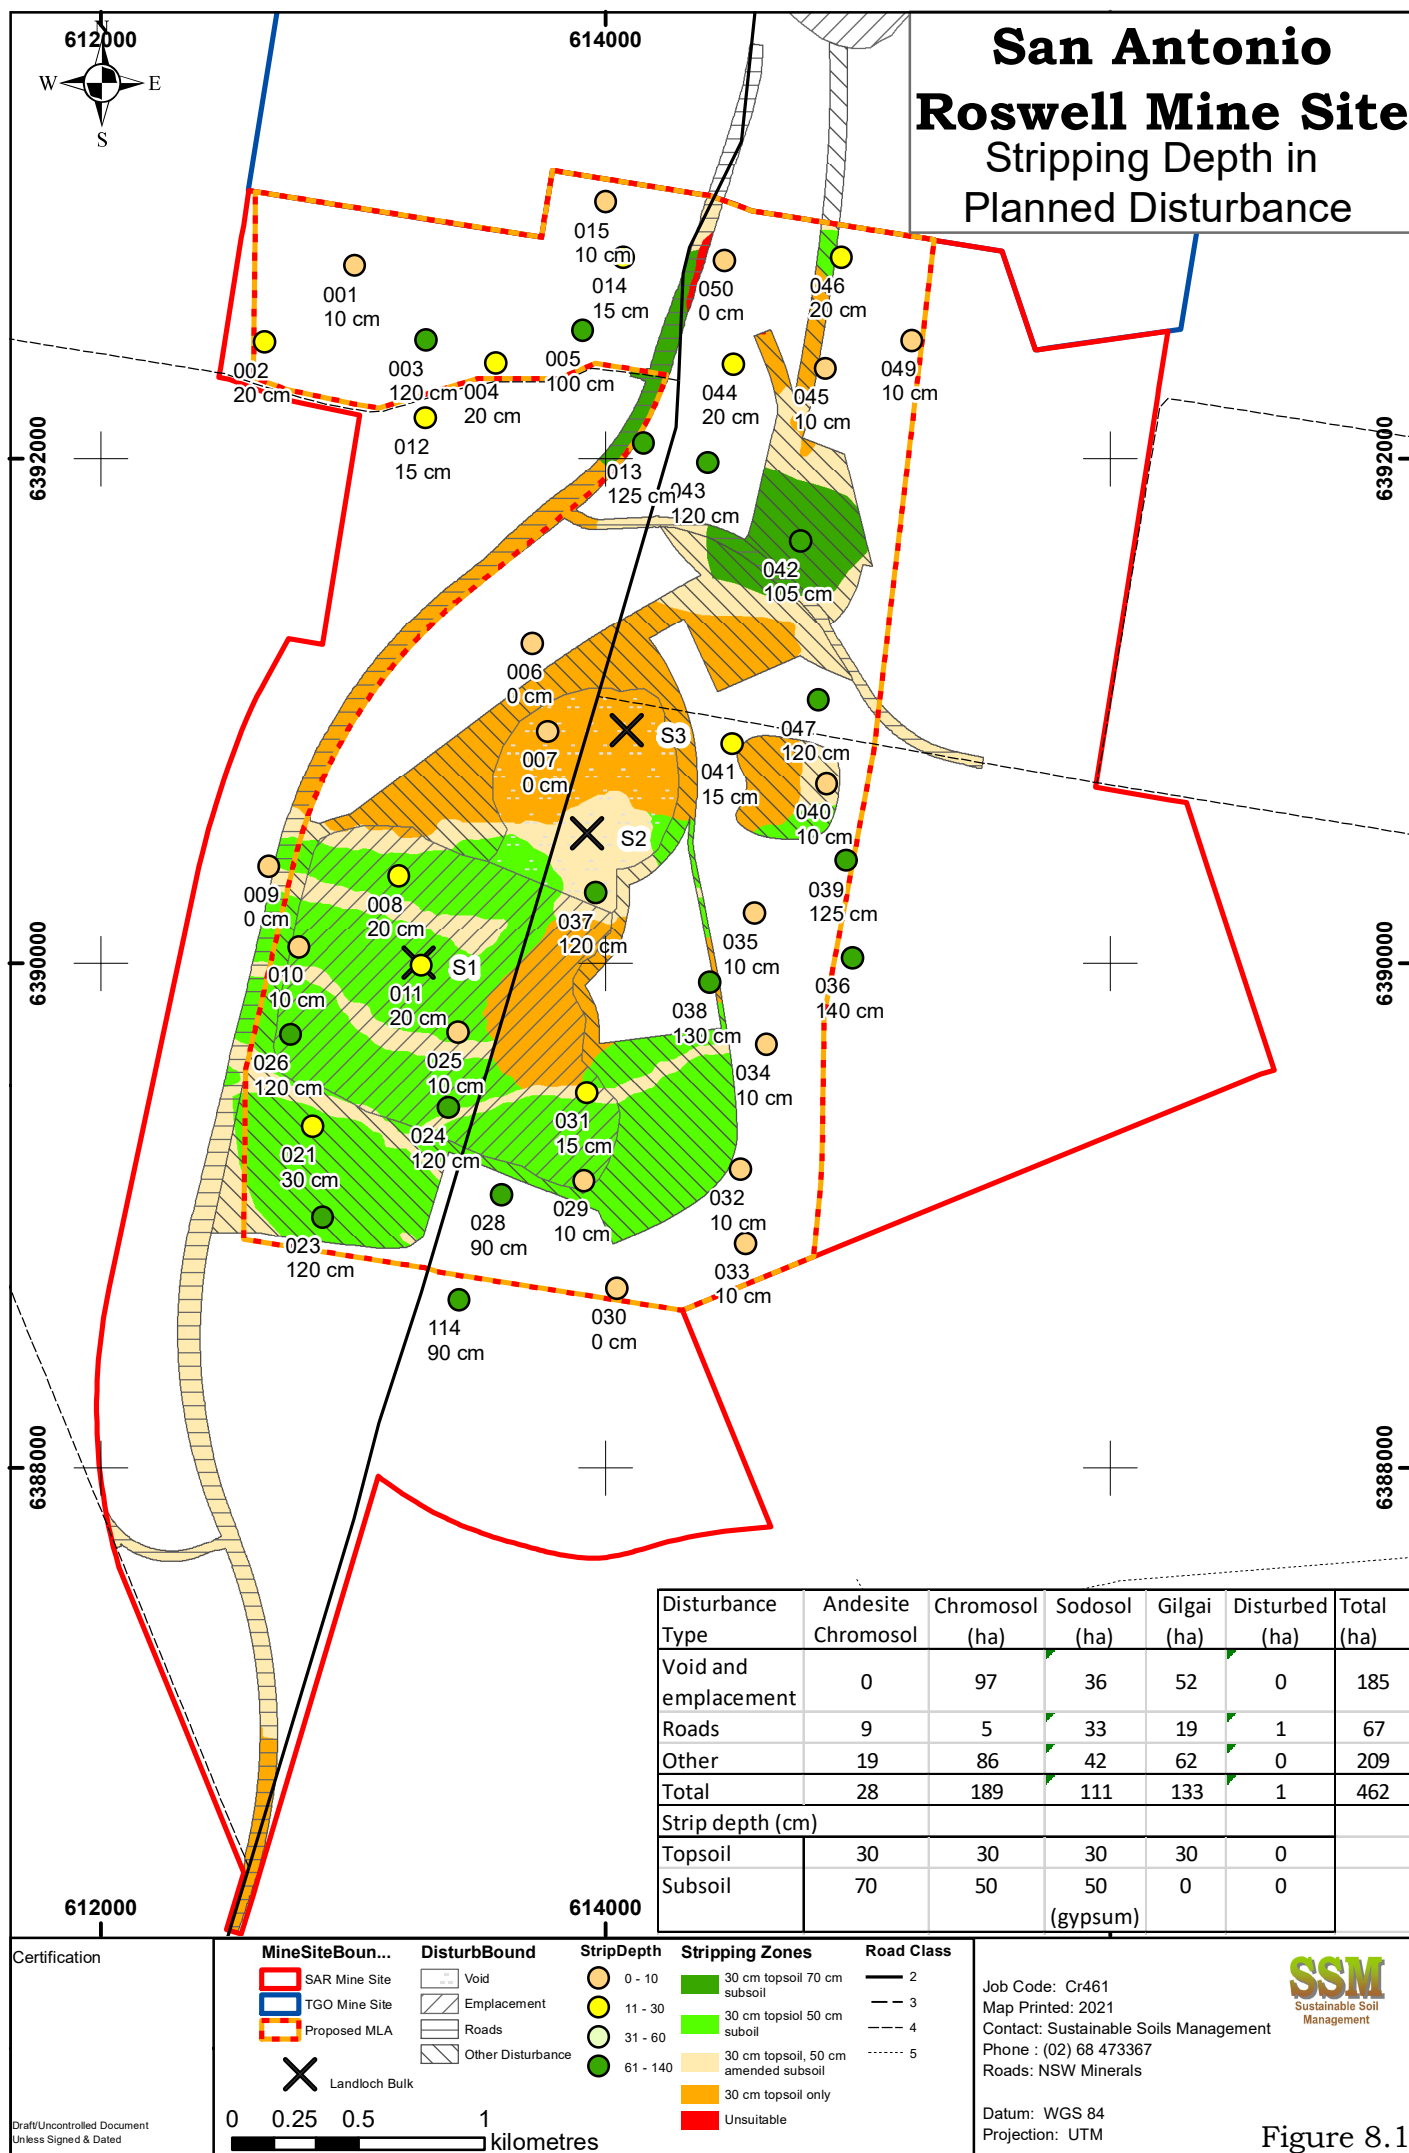 San Antonio
Roswell Mine Site
Stripping Depth in
Planned Disturbance
N
W E
S
612000
614000
6392000
6392000
6390000
6390000
6388000
6388000
612000
614000
015
10 cm
001
10 cm
014
15 cm
050
0 cm
046
20 cm
002
20 cm
003
120 cm
004
20 cm
005
100 cm
044
20 cm
045
10 cm
049
10 cm
012
15 cm
013
125 cm
043
120 cm
042
105 cm
006
0 cm
007
0 cm
S3
041
15 cm
047
120 cm
040
10 cm
S2
009
0 cm
008
20 cm
037
120 cm
039
125 cm
035
10 cm
010
10 cm
S1
011
20 cm
036
140 cm
038
130 cm
026
120 cm
025
10 cm
034
10 cm
024
120 cm
031
15 cm
021
30 cm
032
10 cm
029
10 cm
028
90 cm
023
120 cm
033
10 cm
030
0 cm
114
90 cm
Disturbance Type Andesite Chromosol Chromosol (ha) Sodosol (ha) Gilgai (ha) Disturbed (ha) Total (ha)
Void and emplacement 0 97 36 52 0 185
Roads 9 5 33 19 1 67
Other 19 86 42 62 0 209
Total 28 189 111 133 1 462
Strip depth (cm)
Topsoil 30 30 30 30 0
Subsoil 70 50 50 (gypsum) 0 0
Certification
Draft/Uncontrolled Document
Unless Signed & Dated
MineSiteBoun...
SAR Mine Site
TGO Mine Site
Proposed MLA
Landloch Bulk
DisturbBound
Void
Emplacement
Roads
Other Disturbance
StripDepth
0 - 10
11 - 30
31 - 60
61 - 140
Stripping Zones
30 cm topsoil 70 cm
subsoil
30 cm topsiol 50 cm
suboil
30 cm topsoil, 50 cm
amended subsoil
30 cm topsoil only
Unsuitable
Road Class
2
3
4
5
0 0.25 0.5 1
kilometres
Job Code: Cr461
Map Printed: 2021
Contact: Sustainable Soils Management
Phone : (02) 68 473367
Roads: NSW Minerals
Datum: WGS 84
Projection: UTM
SSM
Sustainable Soil
Management
Figure 8.1